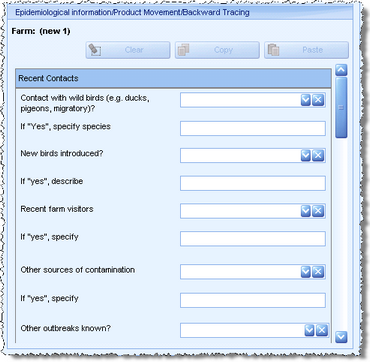 Epidemiological information/Product Movement/Backward Tracing
Farm: (new 1)
Clear
Copy
Paste
Recent Contacts
Contact with wild birds (e.g. ducks,
pigeons, migratory)?
If "Yes", specify species
New birds introduced?
If "yes", describe
Recent farm visitors
If "yes", specify
Other sources of contamination
If "yes", specify
Other outbreaks known?